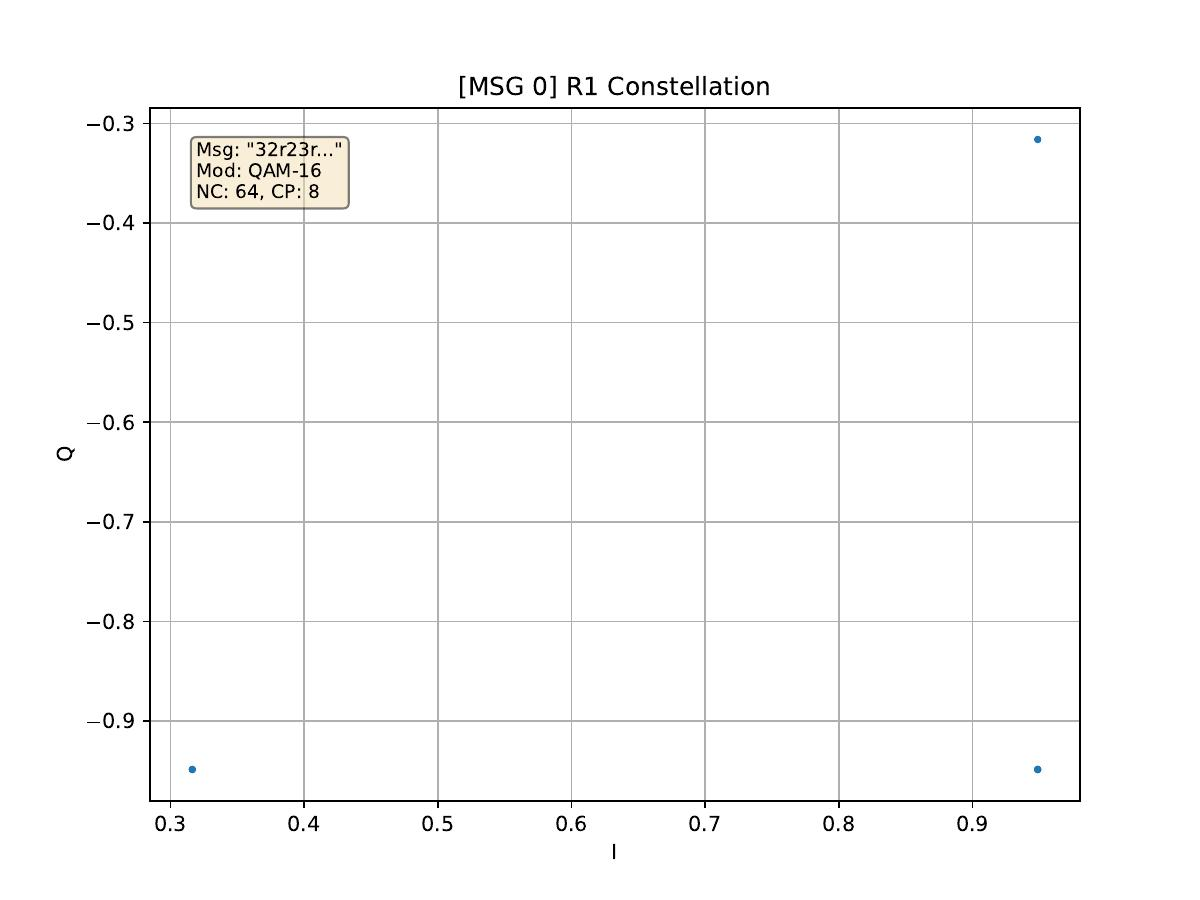 [MSG 0] R1 Constellation
Msg: "32r23r..."
Mod: QAM-16
NC: 64, CP: 8
−0.3
−0.4
−0.5
−0.6
−0.7
−0.8
−0.9
Q
0.3 0.4 0.5 0.6 0.7 0.8 0.9
I